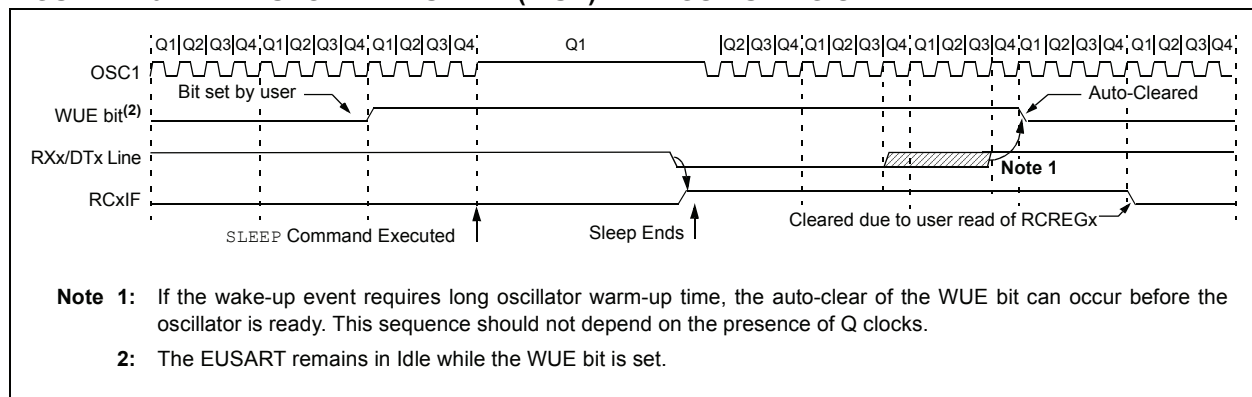 Q1 Q2 Q3 Q4 Q1 Q2 Q3 Q4 Q1 Q2 Q3 Q4 Q1 Q2 Q3 Q4 Q1 Q2 Q3 Q4 Q1 Q2 Q3 Q4 Q1 Q2 Q3 Q4
OSC1
Bit set by user
Auto-Cleared
WUE bit(2)
RXx/DTx Line
Note 1
RCxIF
Cleared due to user read of RCREGx
SLEEP Command Executed
Sleep Ends
Note 1: If the wake-up event requires long oscillator warm-up time, the auto-clear of the WUE bit can occur before the
oscillator is ready. This sequence should not depend on the presence of Q clocks.
2: The EUSART remains in Idle while the WUE bit is set.